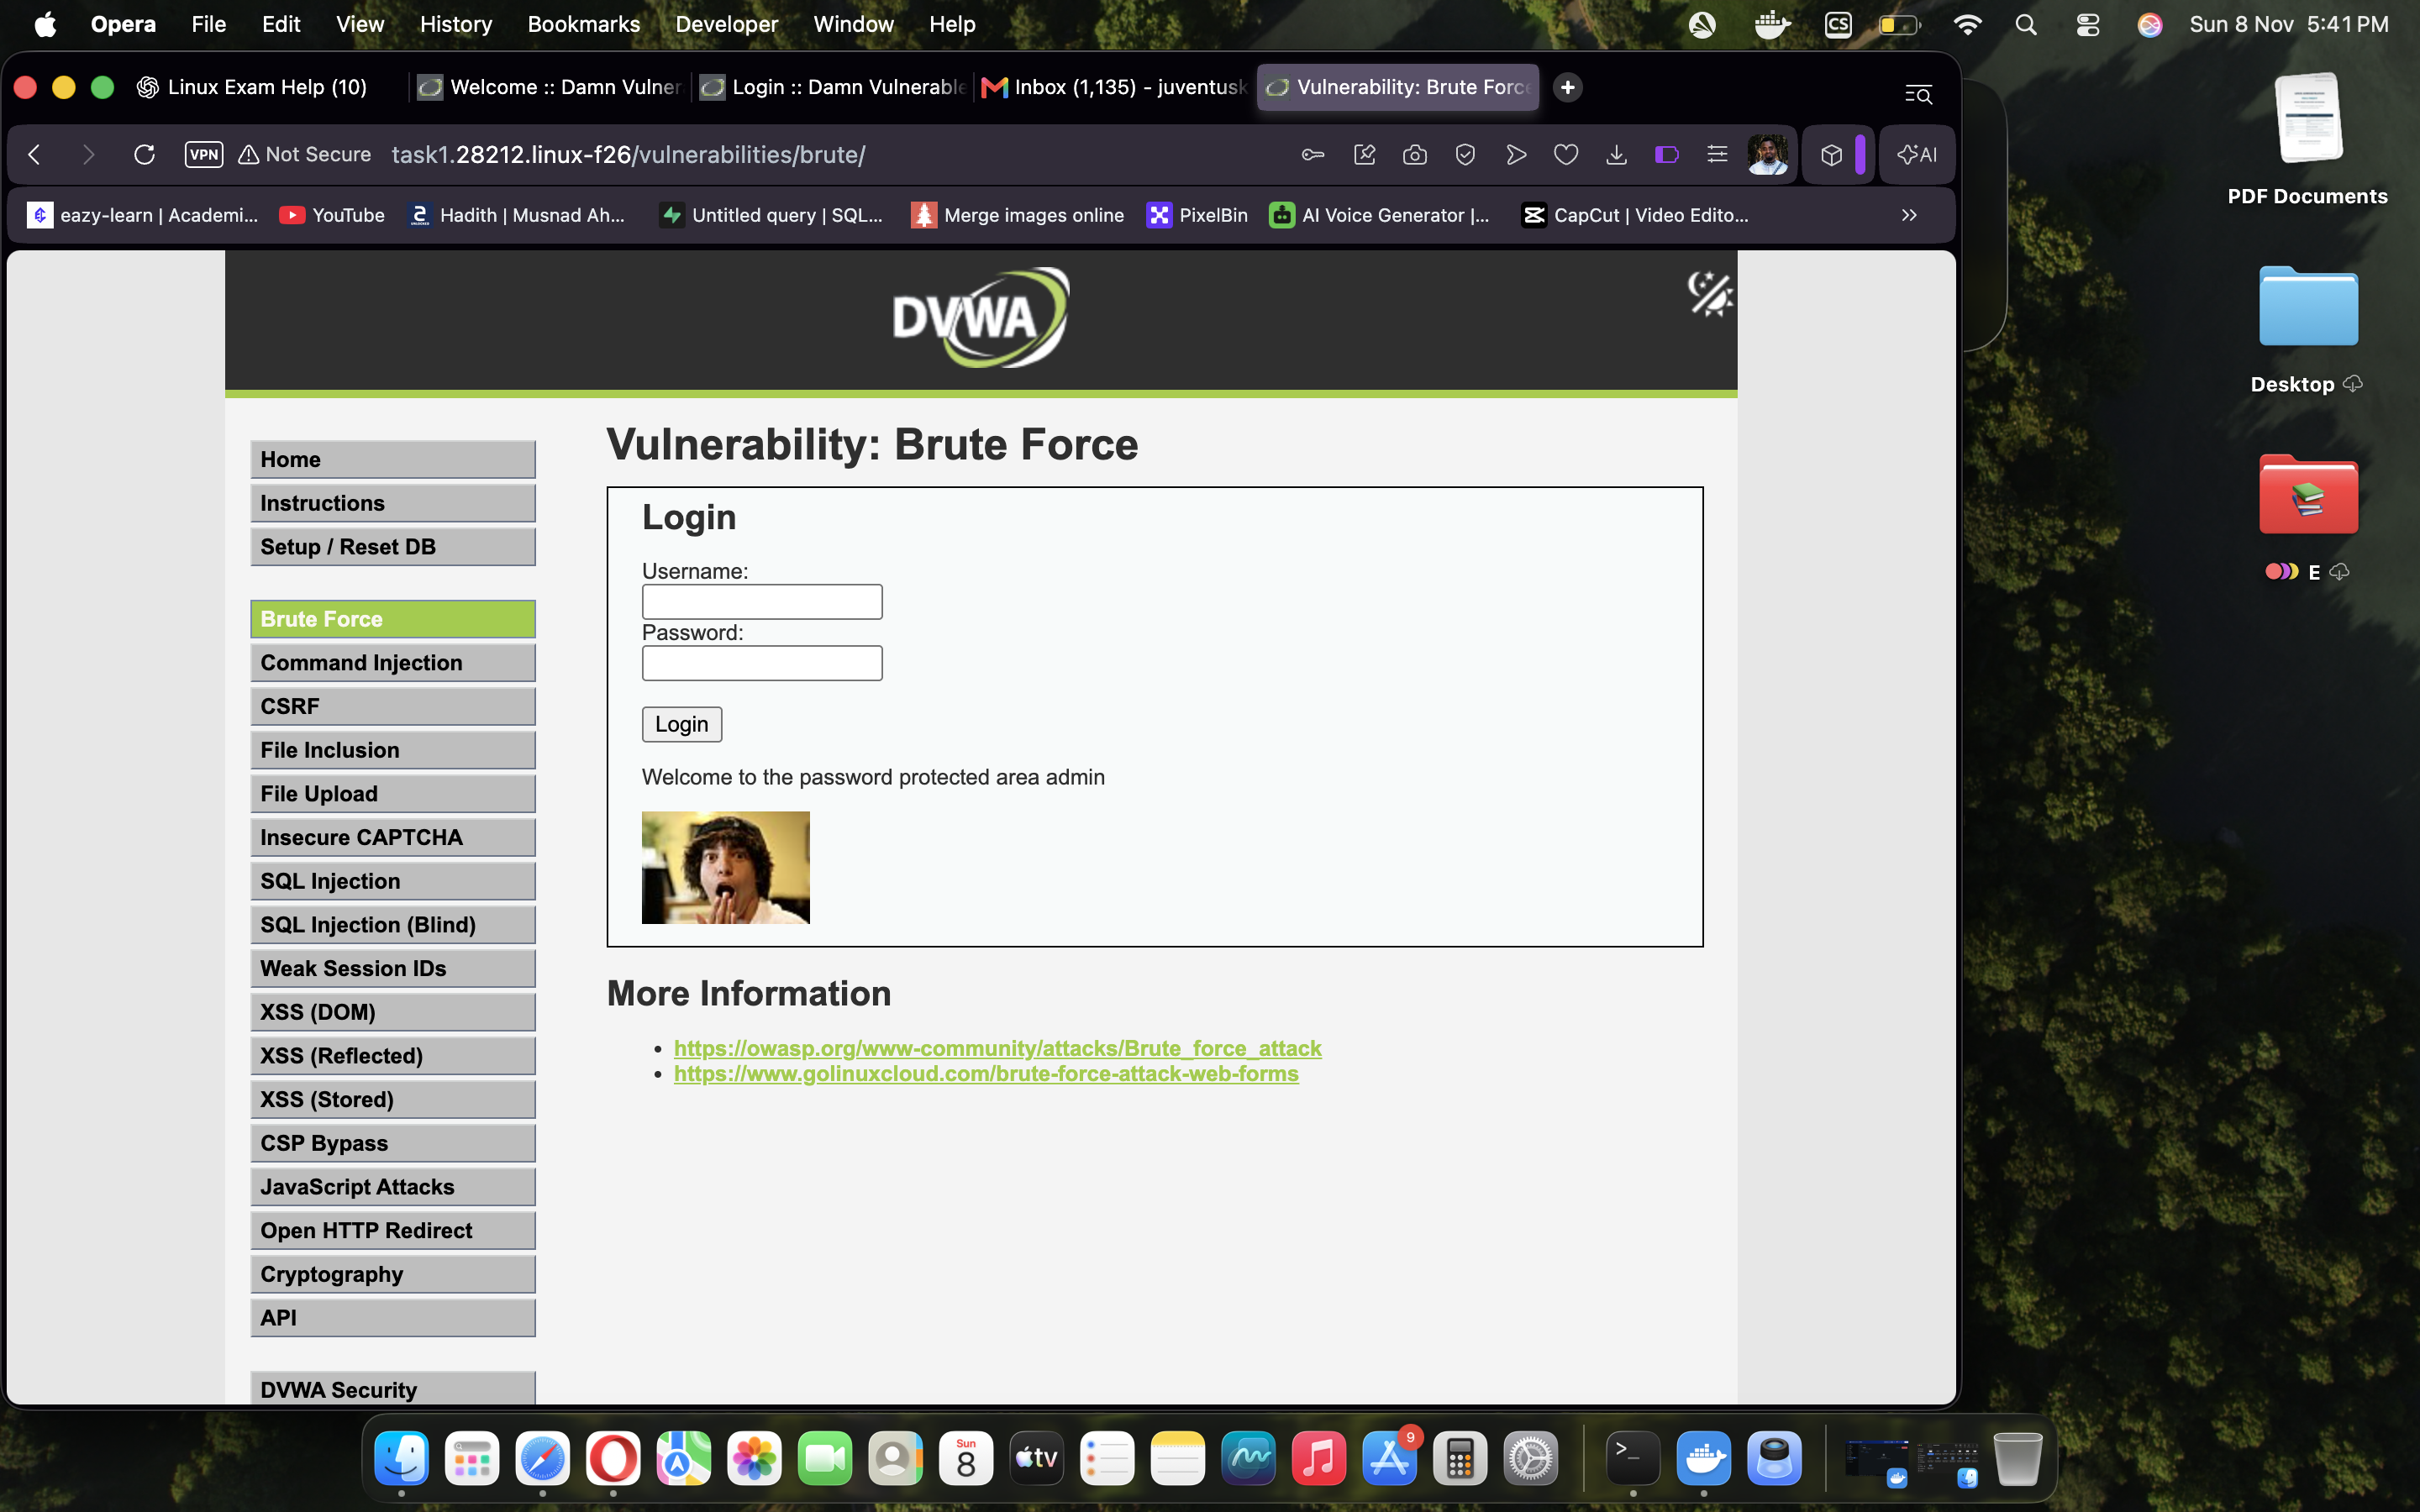 Opera File Edit View History Bookmarks Developer Window Help CS Sun 8 Nov 5:41 PM
Linux Exam Help (10) Welcome :: Damn Vulner Login :: Damn Vulnerable Inbox (1,135) - juventusk Vulnerability: Brute Force
VPN Not Secure task1.28212.linux-f26/vulnerabilities/brute/ AI
eazy-learn | Academi... YouTube Hadith | Musnad Ah... Untitled query | SQL... Merge images online PixelBin AI Voice Generator |... CapCut | Video Edito...
PDF Documents
Desktop
E
DVWA
Home
Instructions
Setup / Reset DB
Brute Force
Command Injection
CSRF
File Inclusion
File Upload
Insecure CAPTCHA
SQL Injection
SQL Injection (Blind)
Weak Session IDs
XSS (DOM)
XSS (Reflected)
XSS (Stored)
CSP Bypass
JavaScript Attacks
Open HTTP Redirect
Cryptography
API
DVWA Security
Vulnerability: Brute Force
Login
Username:
Password:
Login
Welcome to the password protected area admin
More Information
https://owasp.org/www-community/attacks/Brute_force_attack
https://www.golinuxcloud.com/brute-force-attack-web-forms
Sun
8
tv
9